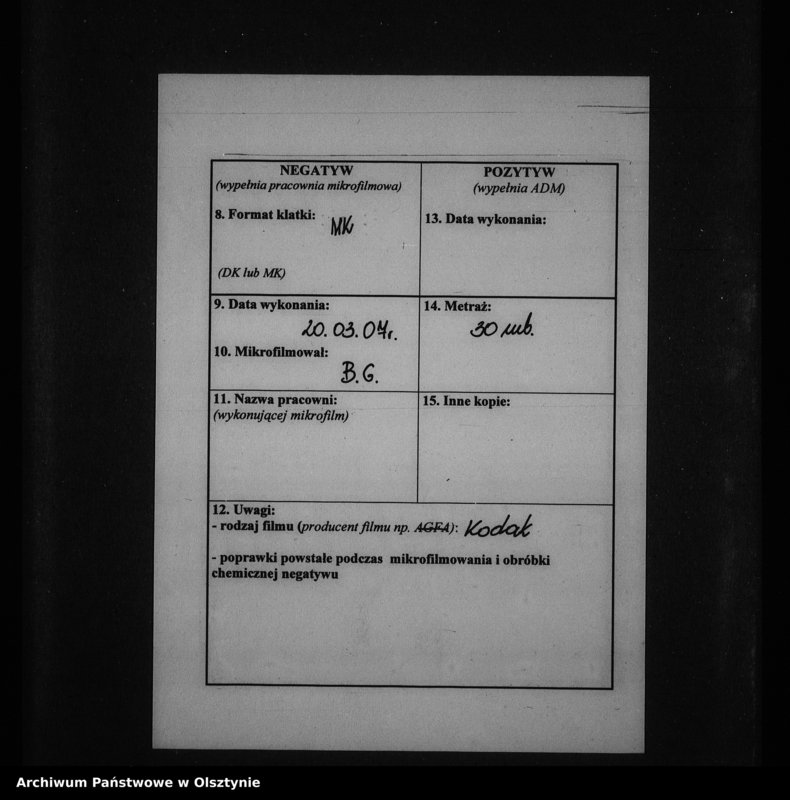 NEGATYW
(wypełnia pracownia mikrofilmowa)
8. Format klatki: MK
(DK lub MK)
POZYTYW
(wypełnia ADM)
13. Data wykonania:
9. Data wykonania:
20. 03. 07r.
10. Mikrofilmował:
B. G.
14. Metraż:
30 mb.
11. Nazwa pracowni:
(wykonującej mikrofilm)
15. Inne kopie:
12. Uwagi:
- rodzaj filmu (producent filmu np. AGFA): Kodak
- poprawki powstałe podczas mikrofilmowania i obróbki
chemicznej negatywu
Archiwum Państwowe w Olsztynie